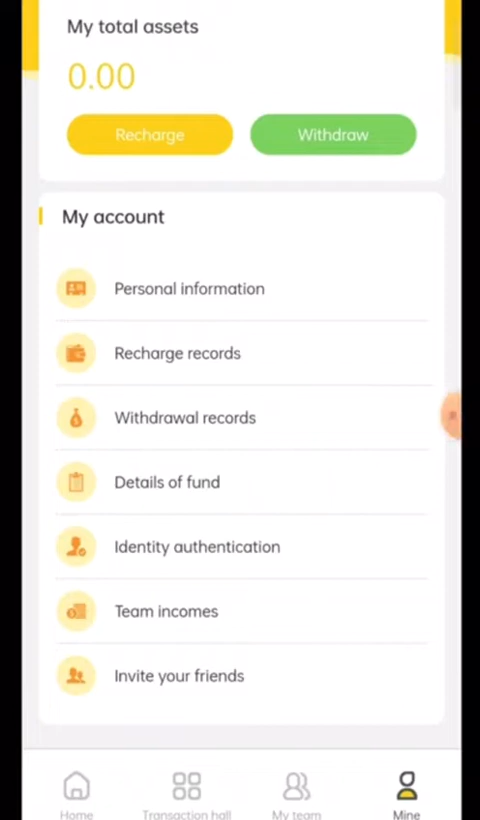 My total assets
0.00
Recharge
Withdraw
My account
Personal information
Recharge records
Withdrawal records
Details of fund
Identity authentication
Team incomes
Invite your friends
Home
Transaction hall
My team
Mine